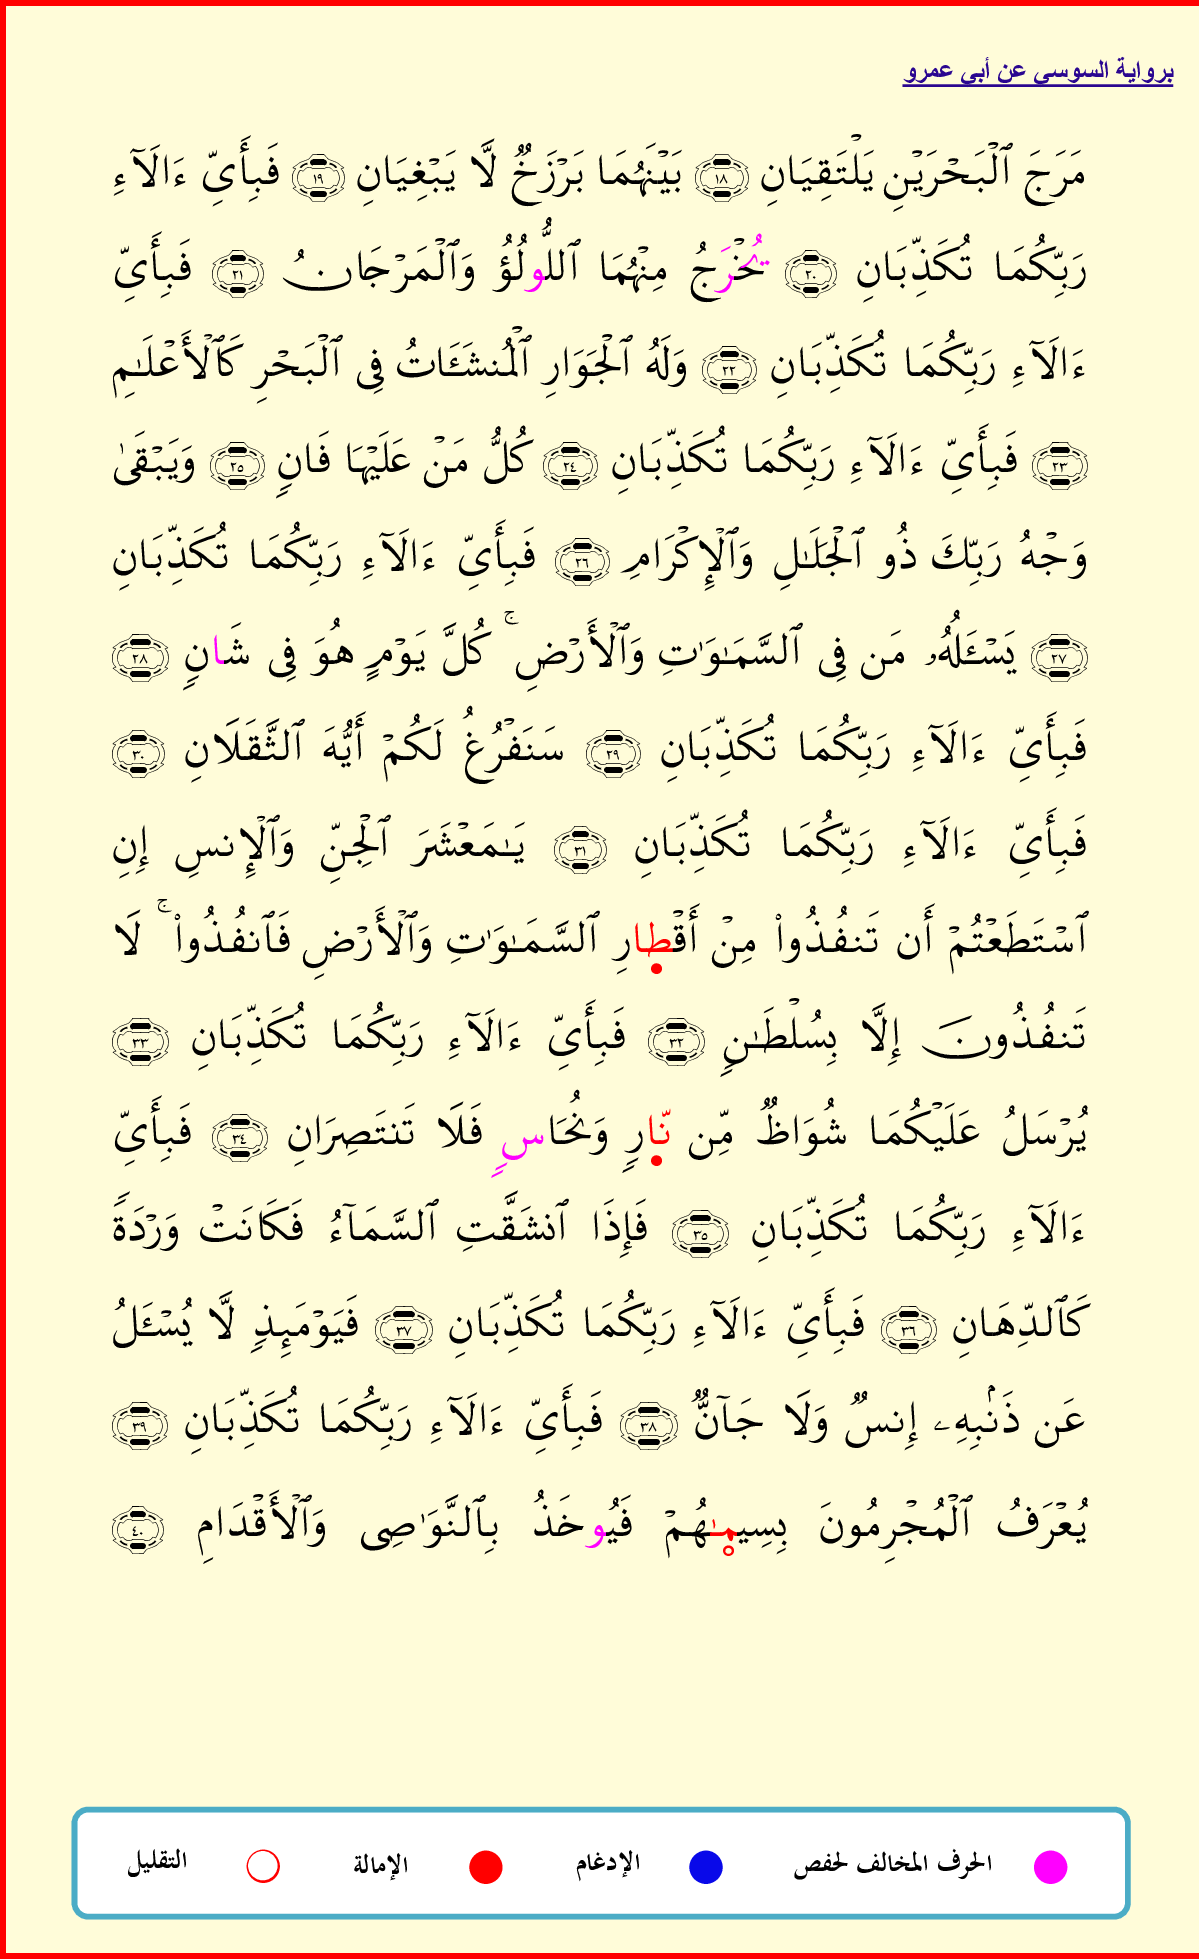 برواية السوسي عن أبي عمرو
مَرَجَ ٱلْبَحْرَيْنِ يَلْتَقِيَانِ ١٨ بَيْنَهُمَا بَرْزَخٌ لَّا يَبْغِيَانِ ١٩ فَبِأَيِّ ءَالَآءِ
رَبِّكُمَا تُكَذِّبَانِ ٢٠ يُخْرَجُ مِنْهُمَا ٱللُّولُؤُ وَٱلْمَرْجَانُ ٢١ فَبِأَيِّ
ءَالَآءِ رَبِّكُمَا تُكَذِّبَانِ ٢٢ وَلَهُ ٱلْجَوَارِ ٱلْمُنشَـَٔاتُ فِى ٱلْبَحْرِ كَٱلْأَعْلَـٰمِ
٢٣ فَبِأَيِّ ءَالَآءِ رَبِّكُمَا تُكَذِّبَانِ ٢٤ كُلُّ مَنْ عَلَيْهَا فَانٍ ٢٥ وَيَبْقَىٰ
وَجْهُ رَبِّكَ ذُو ٱلْجَلَـٰلِ وَٱلْإِكْرَامِ ٢٦ فَبِأَيِّ ءَالَآءِ رَبِّكُمَا تُكَذِّبَانِ
٢٧ يَسْـَٔلُهُۥ مَن فِى ٱلسَّمَـٰوَٰتِ وَٱلْأَرْضِ ۚ كُلَّ يَوْمٍ هُوَ فِى شَانٍ ٢٨
فَبِأَيِّ ءَالَآءِ رَبِّكُمَا تُكَذِّبَانِ ٢٩ سَنَفْرُغُ لَكُمْ أَيُّهَ ٱلثَّقَلَانِ ٣٠
فَبِأَيِّ ءَالَآءِ رَبِّكُمَا تُكَذِّبَانِ ٣١ يَـٰمَعْشَرَ ٱلْجِنِّ وَٱلْإِنسِ إِنِ
ٱسْتَطَعْتُمْ أَن تَنفُذُوا۟ مِنْ أَقْطارِ ٱلسَّمَـٰوَٰتِ وَٱلْأَرْضِ فَٱنفُذُوا۟ ۚ لَا
تَنفُذُونَ إِلَّا بِسُلْطَـٰنٍ ٣٢ فَبِأَيِّ ءَالَآءِ رَبِّكُمَا تُكَذِّبَانِ ٣٣
يُرْسَلُ عَلَيْكُمَا شُوَاظٌ مِّن نّارٍ وَنُحَاسٍ فَلَا تَنتَصِرَانِ ٣٤ فَبِأَيِّ
ءَالَآءِ رَبِّكُمَا تُكَذِّبَانِ ٣٥ فَإِذَا ٱنشَقَّتِ ٱلسَّمَآءُ فَكَانَتْ وَرْدَةً
كَٱلدِّهَانِ ٣٦ فَبِأَيِّ ءَالَآءِ رَبِّكُمَا تُكَذِّبَانِ ٣٧ فَيَوْمَئِذٍ لَّا يُسْـَٔلُ
عَن ذَنۢبِهِۦ إِنسٌ وَلَا جَآنٌّ ٣٨ فَبِأَيِّ ءَالَآءِ رَبِّكُمَا تُكَذِّبَانِ ٣٩
يُعْرَفُ ٱلْمُجْرِمُونَ بِسِيمـٰهُمْ فَيُوخَذُ بِٱلنَّوَٰصِى وَٱلْأَقْدَامِ ٤٠
الحرف المخالف لحفص الإدغام الإمالة التقليل